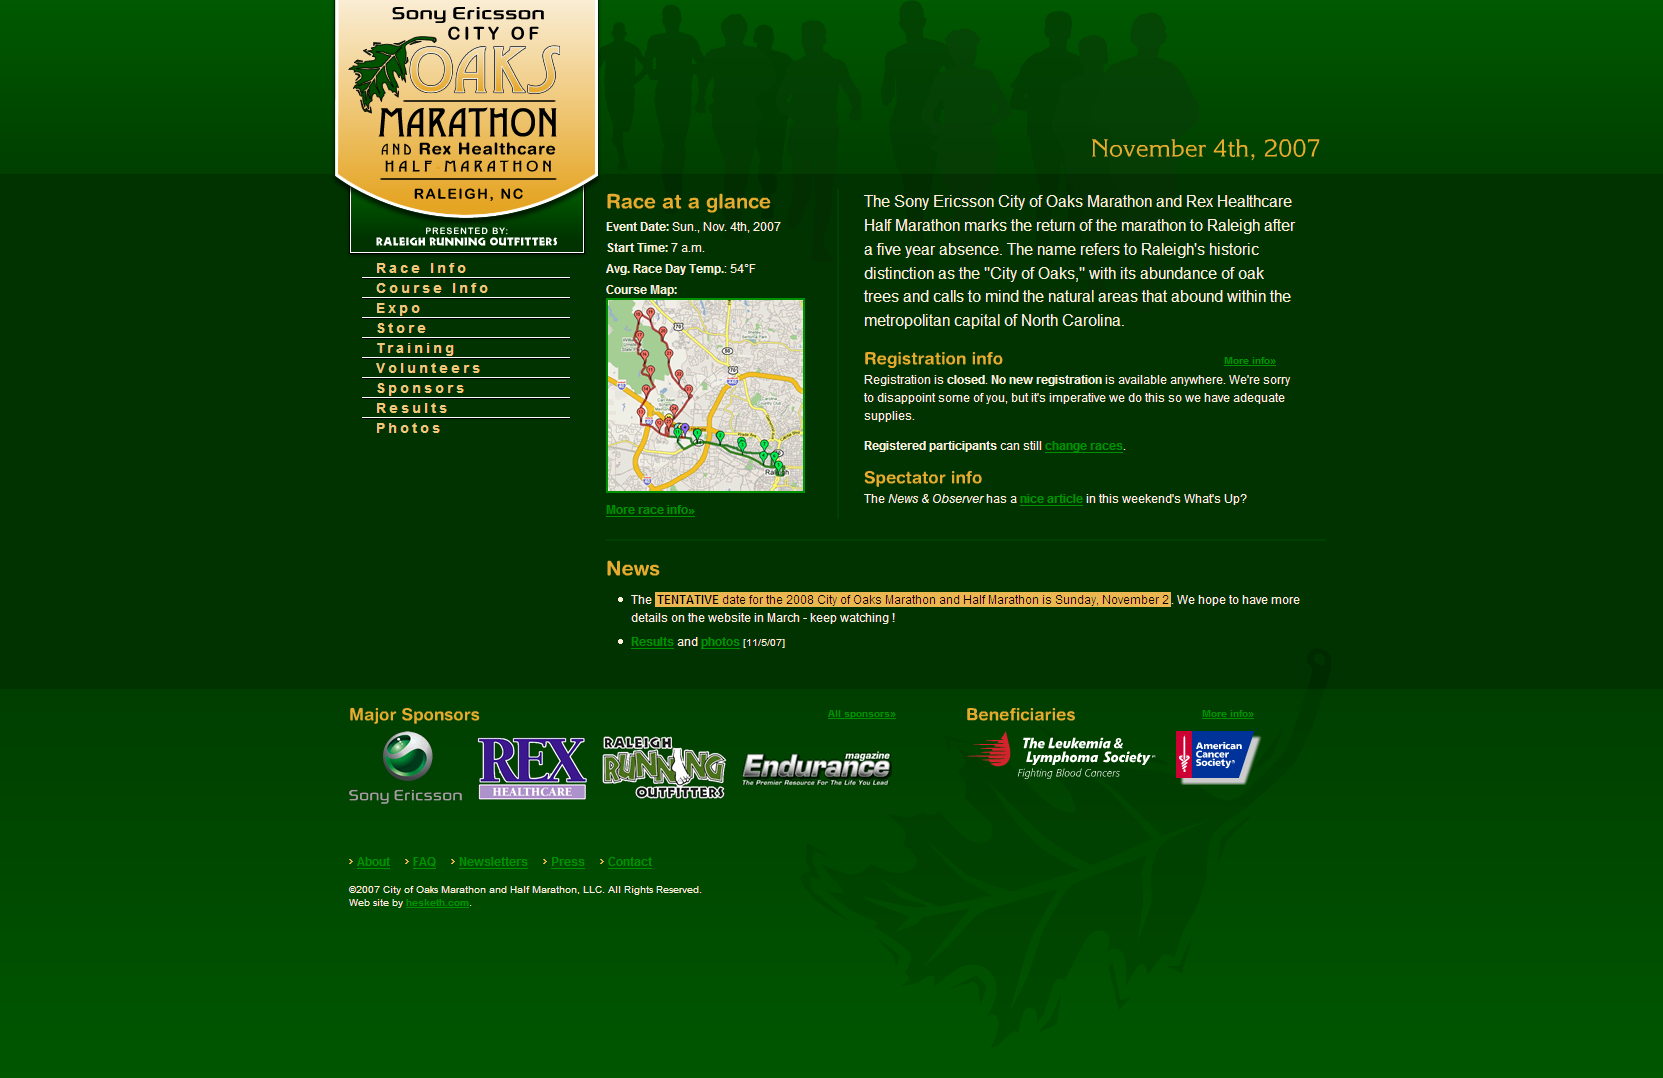 Sony Ericsson
CITY OF
OAKS
MARATHON
AND Rex Healthcare
HALF-MARATHON
RALEIGH, NC
PRESENTED BY:
RALEIGH RUNNING OUTFITTERS
November 4th, 2007
Race Info
Course Info
Expo
Store
Training
Volunteers
Sponsors
Results
Photos
Race at a glance
Event Date: Sun., Nov. 4th, 2007
Start Time: 7 a.m.
Avg. Race Day Temp.: 54°F
Course Map:
Raleigh
More race info»
The Sony Ericsson City of Oaks Marathon and Rex Healthcare
Half Marathon marks the return of the marathon to Raleigh after
a five year absence. The name refers to Raleigh's historic
distinction as the "City of Oaks," with its abundance of oak
trees and calls to mind the natural areas that abound within the
metropolitan capital of North Carolina.
Registration info
More info»
Registration is closed. No new registration is available anywhere. We're sorry
to disappoint some of you, but it's imperative we do this so we have adequate
supplies.
Registered participants can still change races.
Spectator info
The News & Observer has a nice article in this weekend's What's Up?
News
The TENTATIVE date for the 2008 City of Oaks Marathon and Half Marathon is Sunday, November 2. We hope to have more
details on the website in March - keep watching !
Results and photos [11/5/07]
Major Sponsors
All sponsors»
Sony Ericsson
REX
HEALTHCARE
RALEIGH
RUNNING
OUTFITTERS
magazine
Endurance
The Premier Resource For The Life You Lead
Beneficiaries
More info»
The Leukemia &
Lymphoma Society
Fighting Blood Cancers
American
Cancer
Society®
› About › FAQ › Newsletters › Press › Contact
©2007 City of Oaks Marathon and Half Marathon, LLC. All Rights Reserved.
Web site by hesketh.com.